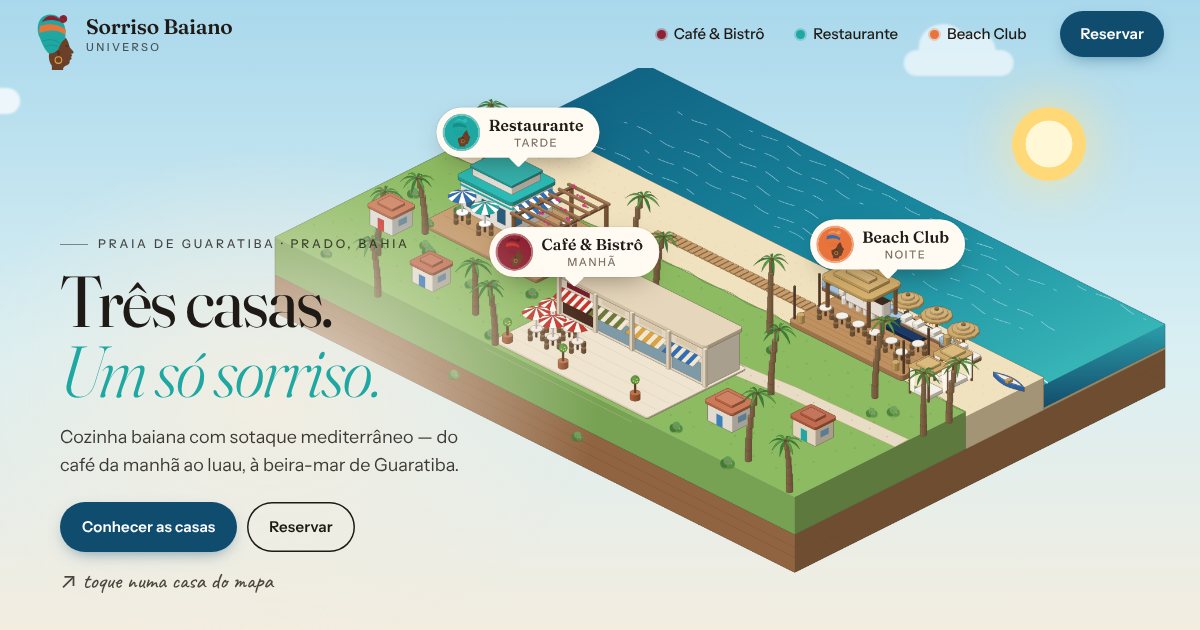 Sorriso Baiano
UNIVERSO
Café & Bistrô
Restaurante
Beach Club
Reservar
Restaurante
TARDE
Café & Bistrô
MANHÃ
Beach Club
NOITE
PRAIA DE GUARATIBA · PRADO, BAHIA
Três casas.
Um só sorriso.
Cozinha baiana com sotaque mediterrâneo — do
café da manhã ao luau, à beira-mar de Guaratiba.
Conhecer as casas
Reservar
toque numa casa do mapa